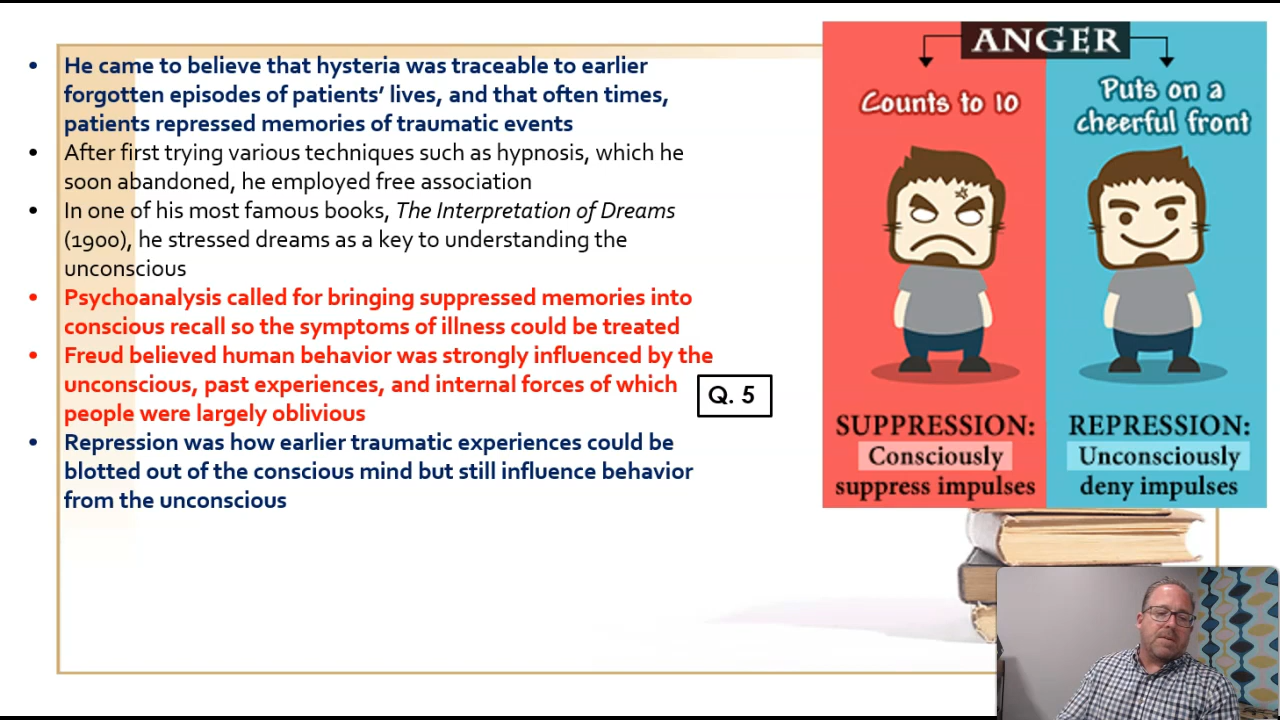 • He came to believe that hysteria was traceable to earlier
forgotten episodes of patients’ lives, and that often times,
patients repressed memories of traumatic events
• After first trying various techniques such as hypnosis, which he
soon abandoned, he employed free association
• In one of his most famous books, The Interpretation of Dreams
(1900), he stressed dreams as a key to understanding the
unconscious
• Psychoanalysis called for bringing suppressed memories into
conscious recall so the symptoms of illness could be treated
• Freud believed human behavior was strongly influenced by the
unconscious, past experiences, and internal forces of which
people were largely oblivious
• Repression was how earlier traumatic experiences could be
blotted out of the conscious mind but still influence behavior
from the unconscious
Q. 5
ANGER
Counts to 10
SUPPRESSION:
Consciously
suppress impulses
Puts on a
cheerful front
REPRESSION:
Unconsciously
deny impulses